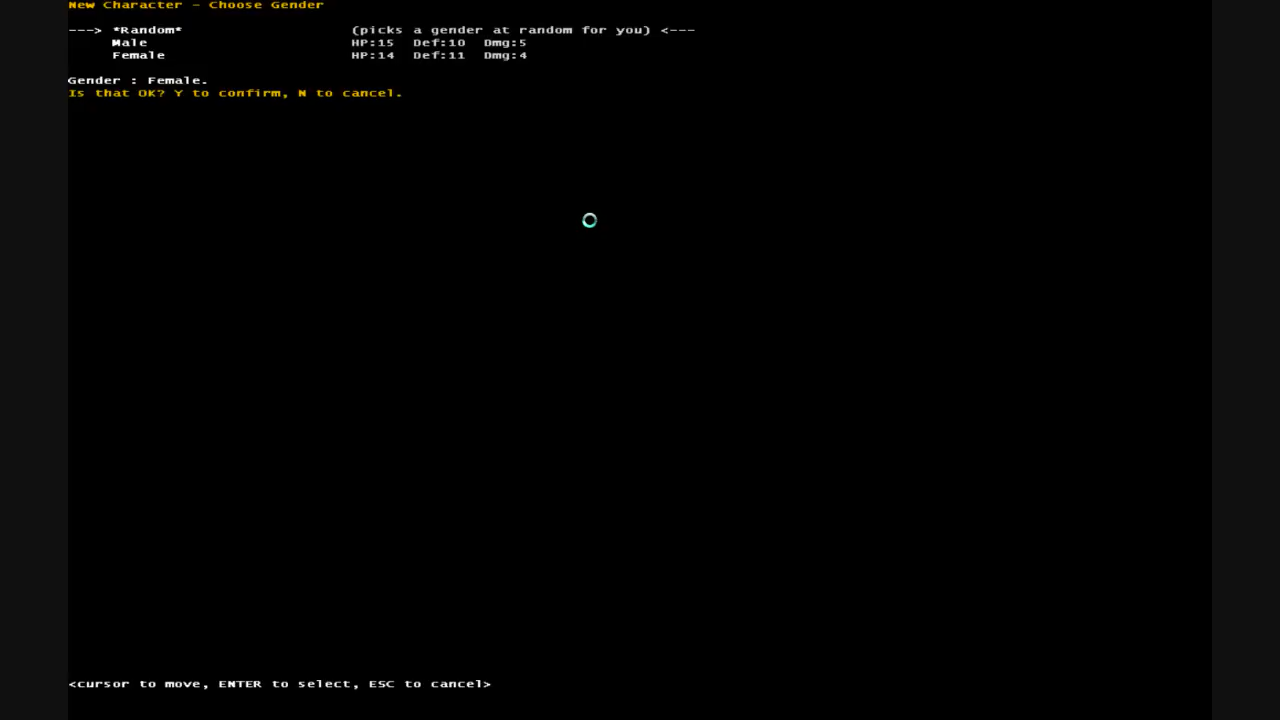 New Character - Choose Gender
---> *Random* (picks a gender at random for you) <---
Male HP:15 Def:10 Dmg:5
Female HP:14 Def:11 Dmg:4
Gender : Female.
Is that OK? Y to confirm, N to cancel.
<cursor to move, ENTER to select, ESC to cancel>